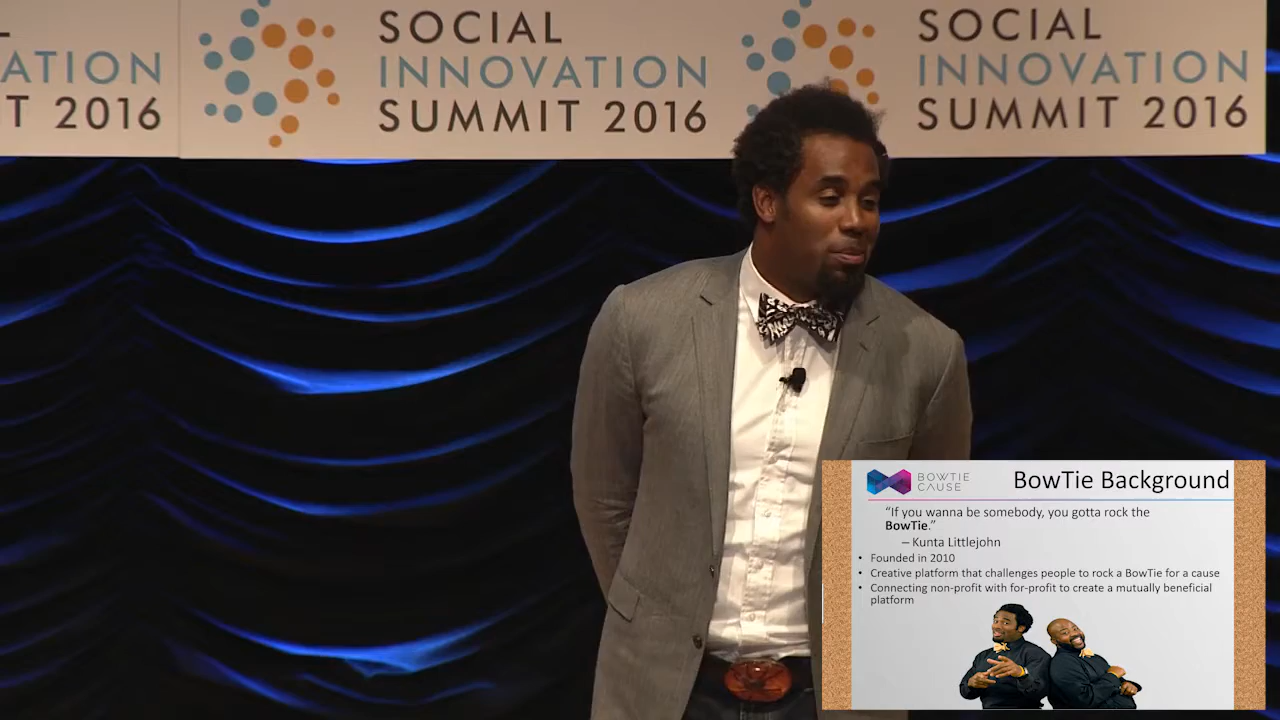 SOCIAL
INNOVATION
SUMMIT 2016
SOCIAL
INNOVATION
SUMMIT 2016
ATION
T 2016
BOWTIE
CAUSE
BowTie Background
“If you wanna be somebody, you gotta rock the
BowTie.”
– Kunta Littlejohn
• Founded in 2010
• Creative platform that challenges people to rock a BowTie for a cause
• Connecting non-profit with for-profit to create a mutually beneficial
platform